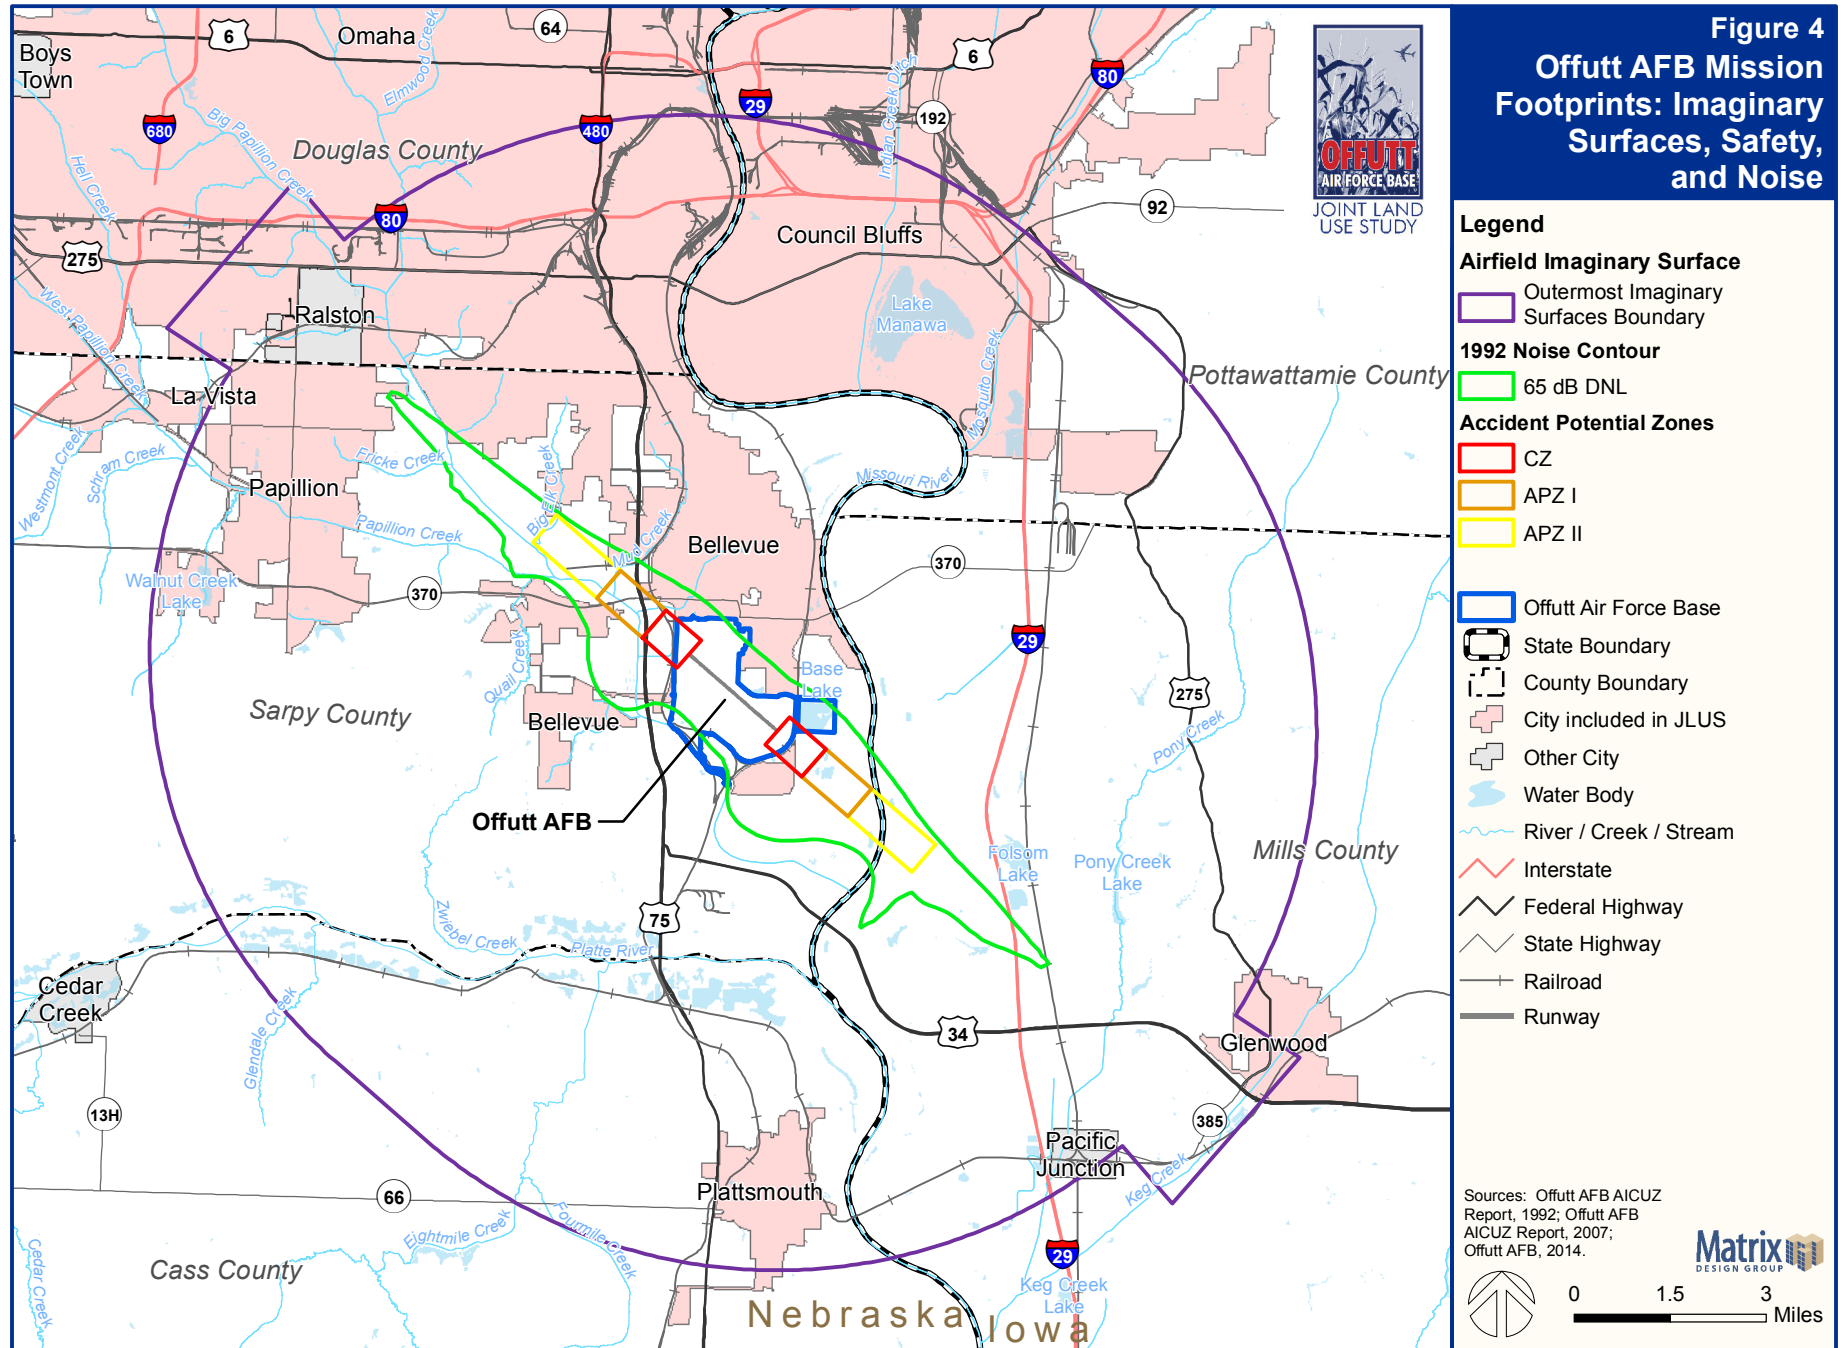 Figure 4
Offutt AFB Mission
Footprints: Imaginary
Surfaces, Safety,
and Noise
Legend
Airfield Imaginary Surface
Outermost Imaginary
Surfaces Boundary
1992 Noise Contour
65 dB DNL
Accident Potential Zones
CZ
APZ I
APZ II
Offutt Air Force Base
State Boundary
County Boundary
City included in JLUS
Other City
Water Body
River / Creek / Stream
Interstate
Federal Highway
State Highway
Railroad
Runway
Sources: Offutt AFB AICUZ
Report, 1992; Offutt AFB
AICUZ Report, 2007;
Offutt AFB, 2014.
Matrix
DESIGN GROUP
0 1.5 3
Miles
OFFUTT
AIR FORCE BASE
JOINT LAND
USE STUDY
Boys
Town
6
Omaha
64
6
80
29
192
680
480
Elmwood Creek
Big Papillion Creek
Hell Creek
Indian Creek Ditch
Douglas County
80
92
275
Council Bluffs
West Papillion Creek
Ralston
Lake
Manawa
Mosquito Creek
Pottawattamie County
La Vista
Westmont Creek
Schram Creek
Fricke Creek
Papillion
Papillion Creek
Big Elk Creek
Mud Creek
Missouri River
Bellevue
370
370
Walnut Creek
Lake
Quail Creek
29
Base
Lake
275
Sarpy County
Bellevue
Pony Creek
Offutt AFB
Folsom
Lake
Pony Creek
Lake
Mills County
75
Zwiebel Creek
Platte River
Cedar
Creek
Glendale Creek
34
Glenwood
13H
385
Pacific
Junction
Keg Creek
66
Plattsmouth
Eightmile Creek
Fourmile Creek
Cedar Creek
Cass County
29
Keg Creek
Lake
Nebraska
Iowa